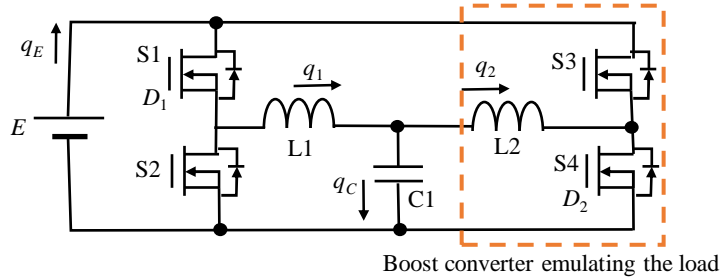 q_E
S1
D_1
q_1
q_2
S3
E
L1
L2
S2
q_C
C1
S4
D_2
Boost converter emulating the load